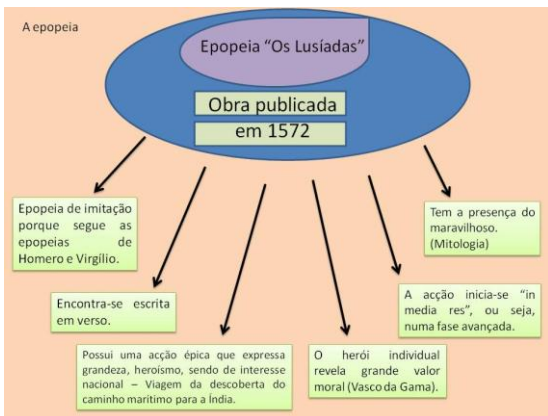 A epopeia
Epopeia “Os Lusíadas”
Obra publicada
em 1572
Epopeia de imitação
porque segue as
epopeias de
Homero e Virgílio.
Encontra-se escrita
em verso.
Possui uma acção épica que expressa
grandeza, heroísmo, sendo de interesse
nacional – Viagem da descoberta do
caminho marítimo para a Índia.
O herói individual
revela grande valor
moral (Vasco da Gama).
A acção inicia-se “in
media res”, ou seja,
numa fase avançada.
Tem a presença do
maravilhoso.
(Mitologia)